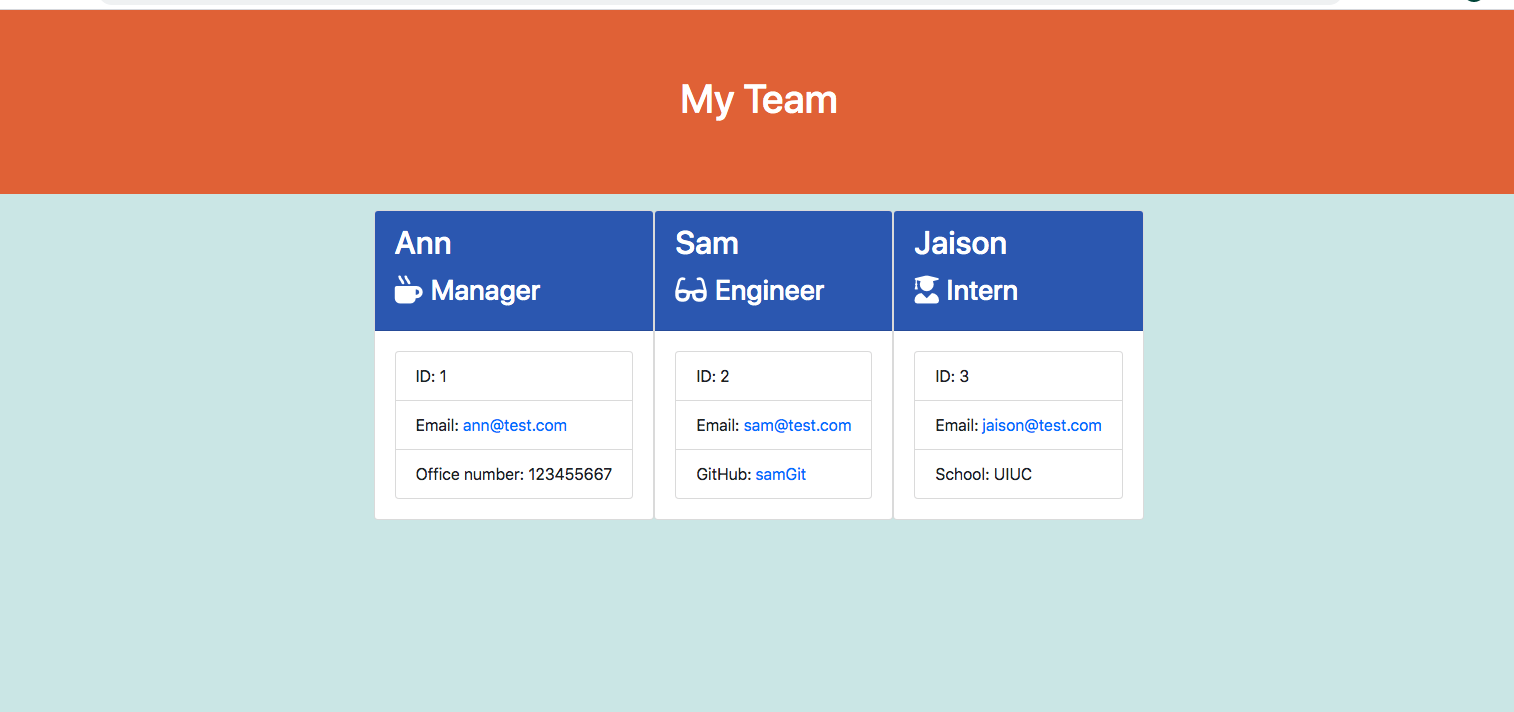 My Team
Ann
Manager
ID: 1
Email: ann@test.com
Office number: 123455667
Sam
Engineer
ID: 2
Email: sam@test.com
GitHub: samGit
Jaison
Intern
ID: 3
Email: jaison@test.com
School: UIUC